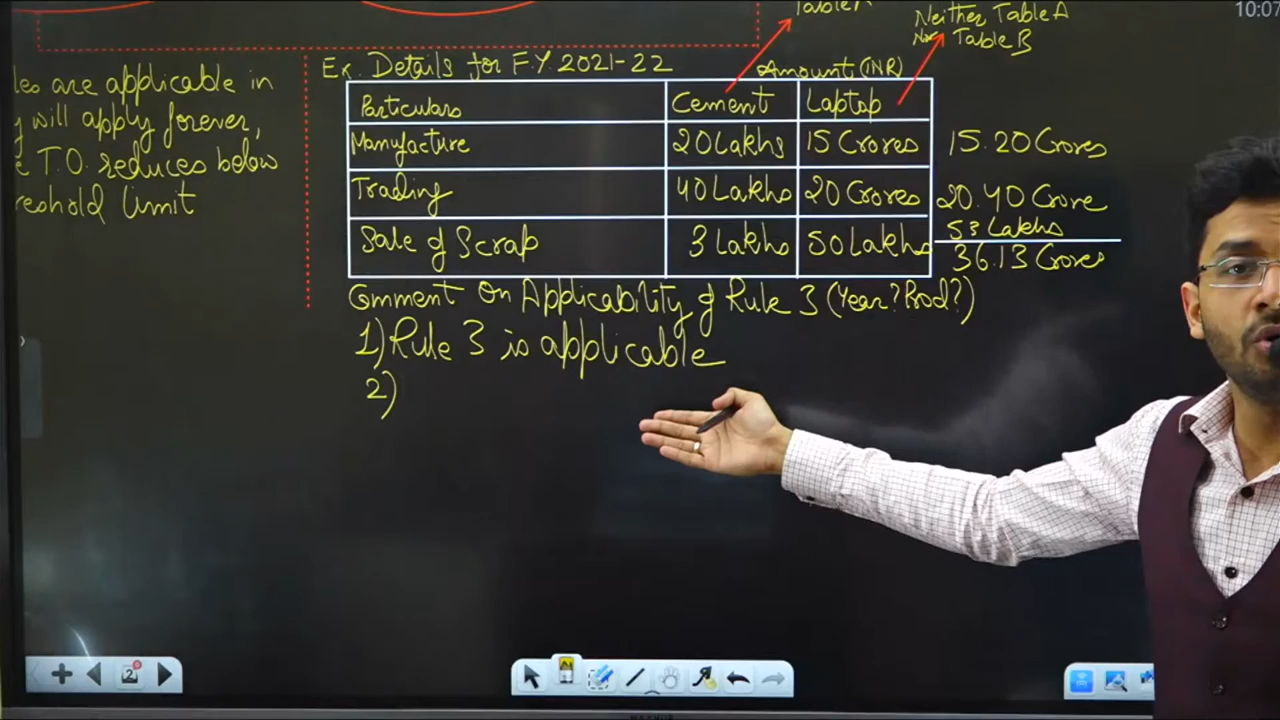 10:07
Table A
Neither Table A
Nor Table B
les are applicable in
y will apply forever,
e T.O. reduces below
reshold limit
Ex. Details for F.Y. 2021-22 Amount (INR)
Particulars Cement Laptop
Manufacture 20 Lakhs 15 Crores 15.20 Crores
Trading 40 Lakhs 20 Crores 20.40 Crore
Sale of Scrap 3 Lakhs 50 Lakhs 53 Lakhs
36.13 Crores
Comment On Applicability of Rule 3 (Year? Prod?)
1) Rule 3 is applicable
2)
2